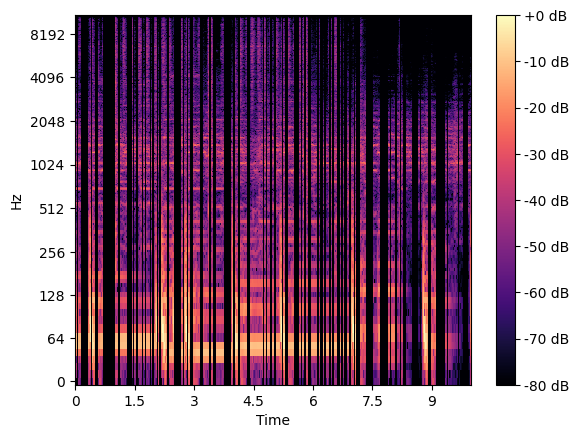 8192
4096
2048
1024
512
256
128
64
0
Hz
0 1.5 3 4.5 6 7.5 9
Time
+0 dB
-10 dB
-20 dB
-30 dB
-40 dB
-50 dB
-60 dB
-70 dB
-80 dB